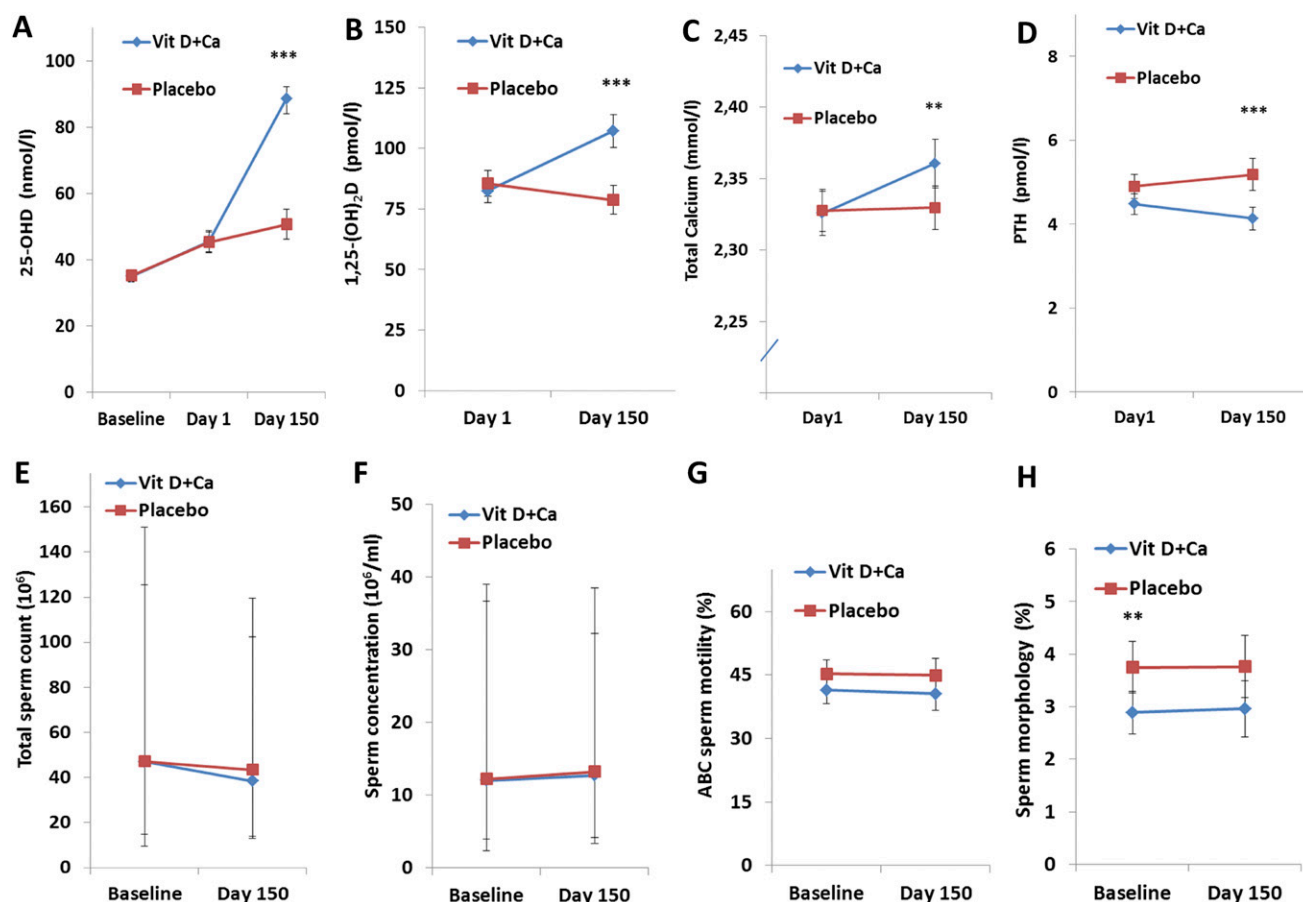 A
Vit D+Ca
Placebo
***
25-OHD (nmol/l)
100
80
60
40
20
0
Baseline Day 1 Day 150
B
Vit D+Ca
Placebo
***
1,25-(OH)₂D (pmol/l)
150
125
100
75
50
25
0
Day 1 Day 150
C
Vit D+Ca
Placebo
**
Total Calcium (mmol/l)
2,45
2,40
2,35
2,30
2,25
Day1 Day 150
D
Vit D+Ca
Placebo
***
PTH (pmol/l)
8
6
4
2
0
Day1 Day 150
E
Vit D+Ca
Placebo
Total sperm count (10⁶)
160
140
120
100
80
60
40
20
0
Baseline Day 150
F
Vit D+Ca
Placebo
Sperm concentration (10⁶/ml)
50
40
30
20
10
0
Baseline Day 150
G
Vit D+Ca
Placebo
ABC sperm motility (%)
60
45
30
15
0
Baseline Day 150
H
Vit D+Ca
Placebo
**
Sperm morphology (%)
6
5
4
3
2
1
0
Baseline Day 150